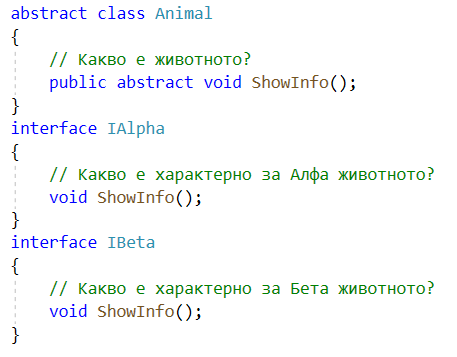 abstract class Animal
{
    // Какво е животното?
    public abstract void ShowInfo();
}
interface IAlpha
{
    // Какво е характерно за Алфа животното?
    void ShowInfo();
}
interface IBeta
{
    // Какво е характерно за Бета животното?
    void ShowInfo();
}